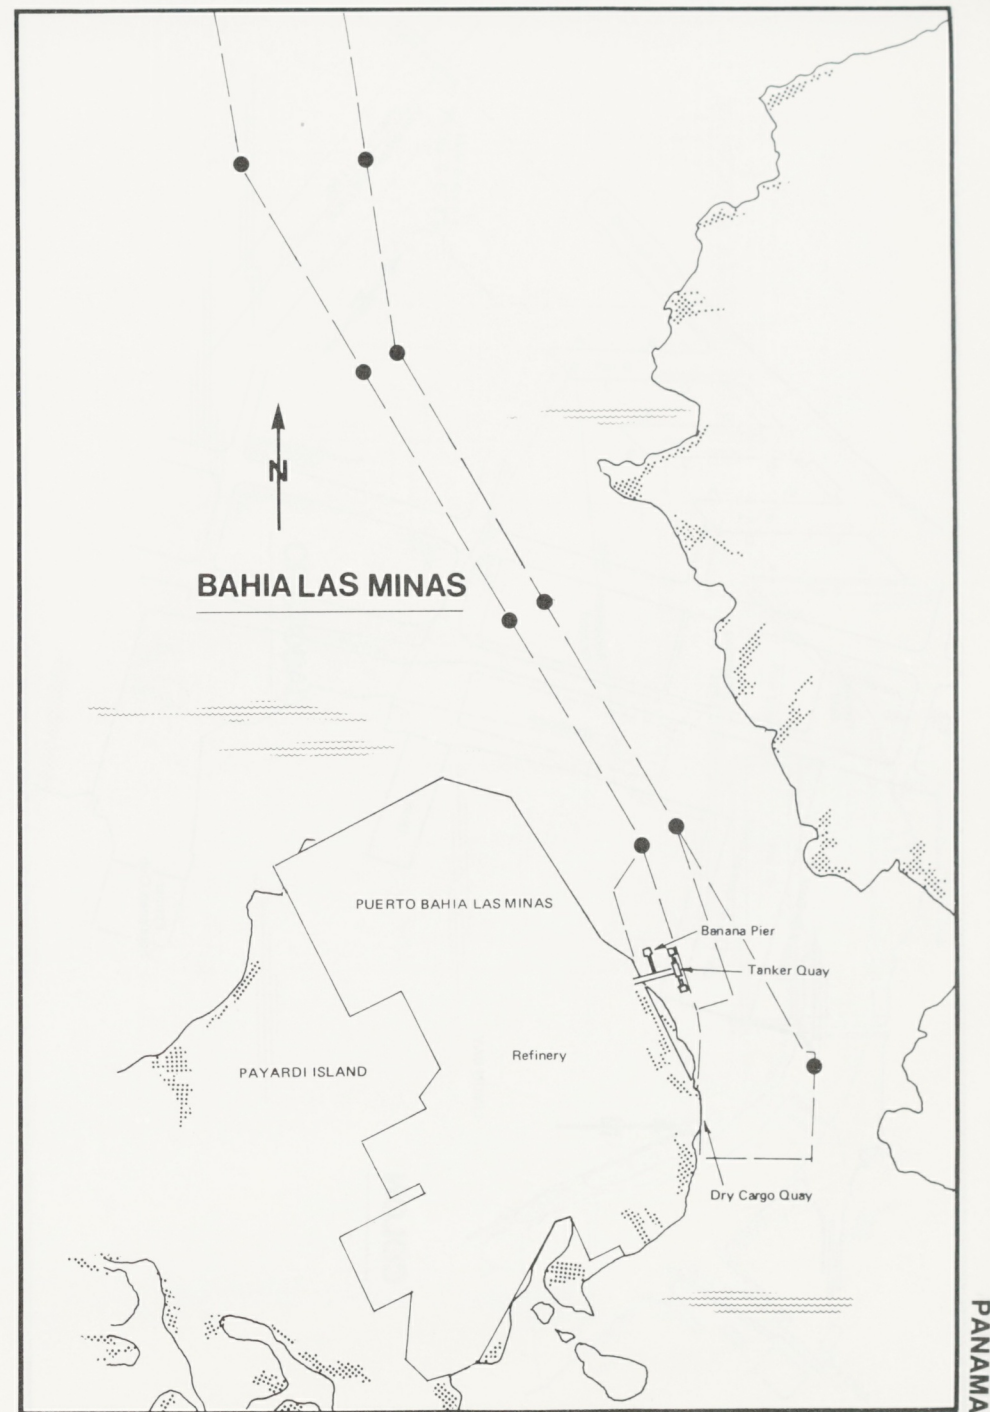 N
BAHIA LAS MINAS
PUERTO BAHIA LAS MINAS
Banana Pier
Tanker Quay
Refinery
PAYARDI ISLAND
Dry Cargo Quay
PANAMA